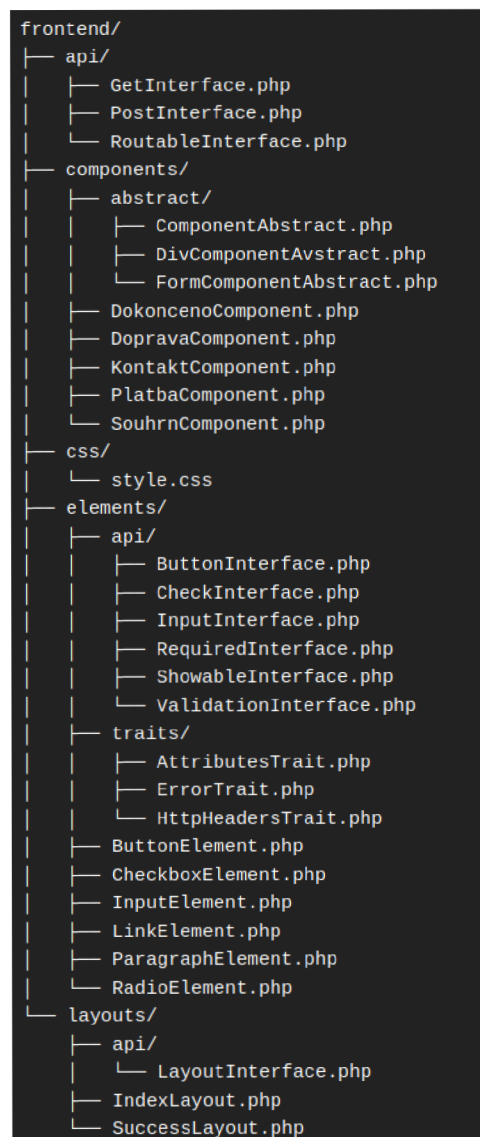 frontend/
├── api/
│   ├── GetInterface.php
│   ├── PostInterface.php
│   └── RoutableInterface.php
├── components/
│   ├── abstract/
│   │   ├── ComponentAbstract.php
│   │   ├── DivComponentAvstract.php
│   │   └── FormComponentAbstract.php
│   ├── DokoncenoComponent.php
│   ├── DopravaComponent.php
│   ├── KontaktComponent.php
│   ├── PlatbaComponent.php
│   └── SouhrnComponent.php
├── css/
│   └── style.css
├── elements/
│   ├── api/
│   │   ├── ButtonInterface.php
│   │   ├── CheckInterface.php
│   │   ├── InputInterface.php
│   │   ├── RequiredInterface.php
│   │   ├── ShowableInterface.php
│   │   └── ValidationInterface.php
│   ├── traits/
│   │   ├── AttributesTrait.php
│   │   ├── ErrorTrait.php
│   │   └── HttpHeadersTrait.php
│   ├── ButtonElement.php
│   ├── CheckboxElement.php
│   ├── InputElement.php
│   ├── LinkElement.php
│   ├── ParagraphElement.php
│   └── RadioElement.php
└── layouts/
    ├── api/
    │   └── LayoutInterface.php
    ├── IndexLayout.php
    └── SuccessLayout.php